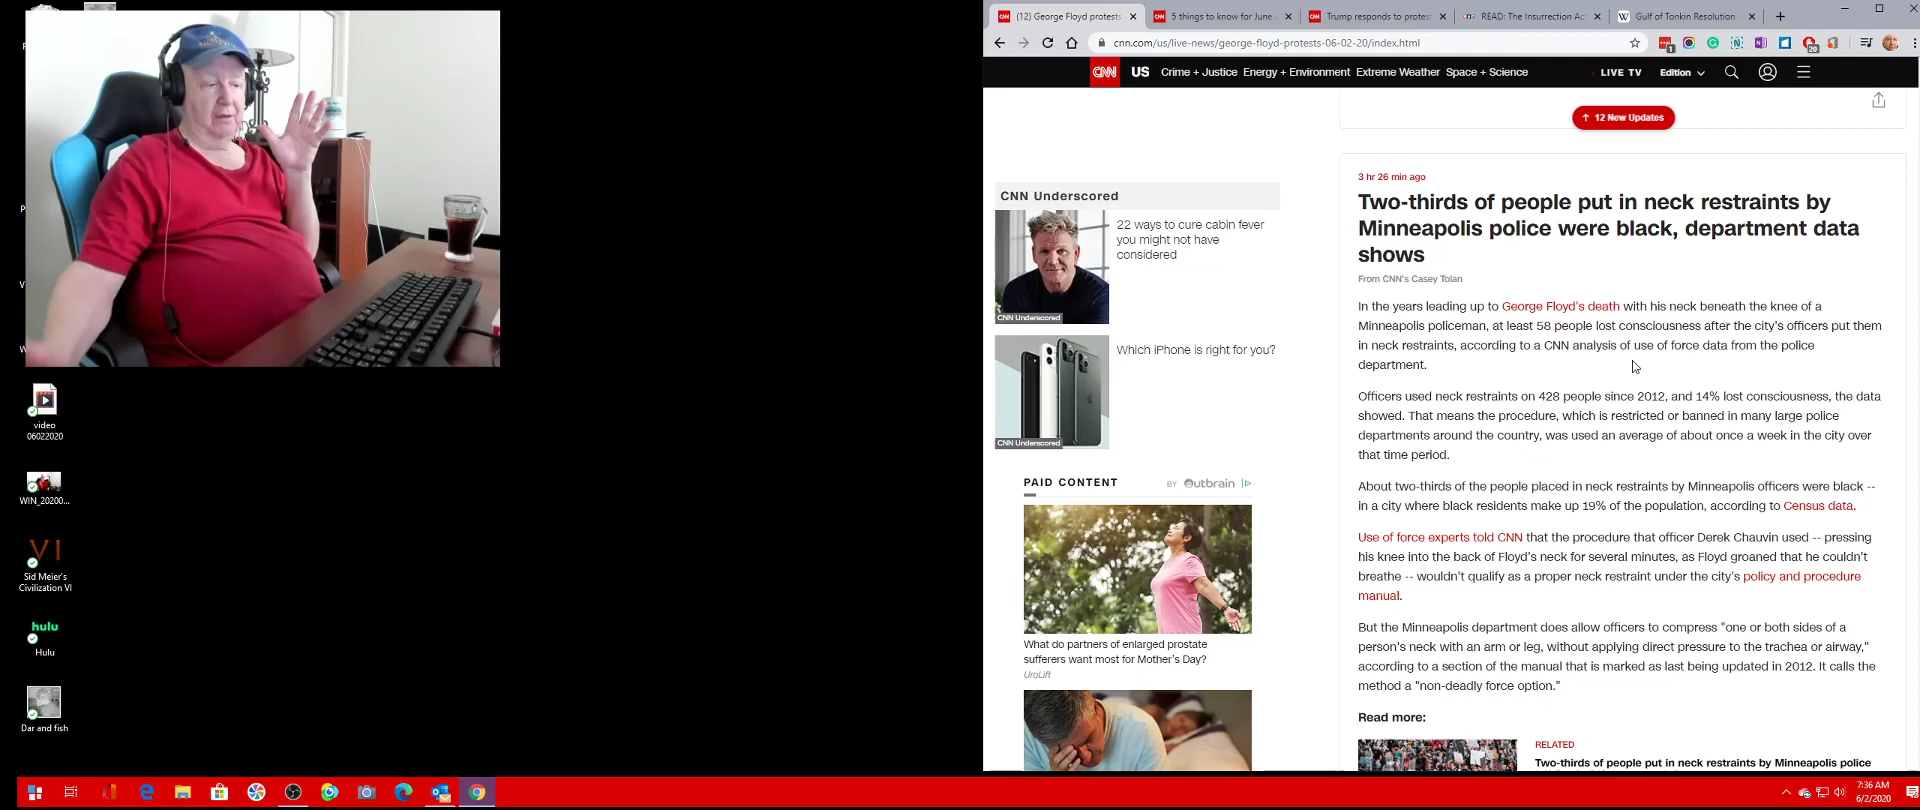 (12) George Floyd protests
5 things to know for June
Trump responds to protest
READ: The Insurrection Ac
Gulf of Tonkin Resolution
cnn.com/us/live-news/george-floyd-protests-06-02-20/index.html
CNN US Crime + Justice Energy + Environment Extreme Weather Space + Science LIVE TV Edition
12 New Updates
CNN Underscored
22 ways to cure cabin fever
you might not have
considered
CNN Underscored
Which iPhone is right for you?
CNN Underscored
PAID CONTENT BY Outbrain
What do partners of enlarged prostate
sufferers want most for Mother's Day?
UroLift
3 hr 26 min ago
Two-thirds of people put in neck restraints by
Minneapolis police were black, department data
shows
From CNN's Casey Tolan
In the years leading up to George Floyd's death with his neck beneath the knee of a
Minneapolis policeman, at least 58 people lost consciousness after the city's officers put them
in neck restraints, according to a CNN analysis of use of force data from the police
department.
Officers used neck restraints on 428 people since 2012, and 14% lost consciousness, the data
showed. That means the procedure, which is restricted or banned in many large police
departments around the country, was used an average of about once a week in the city over
that time period.
About two-thirds of the people placed in neck restraints by Minneapolis officers were black --
in a city where black residents make up 19% of the population, according to Census data.
Use of force experts told CNN that the procedure that officer Derek Chauvin used -- pressing
his knee into the back of Floyd's neck for several minutes, as Floyd groaned that he couldn't
breathe -- wouldn't qualify as a proper neck restraint under the city's policy and procedure
manual.
But the Minneapolis department does allow officers to compress "one or both sides of a
person's neck with an arm or leg, without applying direct pressure to the trachea or airway,"
according to a section of the manual that is marked as last being updated in 2012. It calls the
method a "non-deadly force option."
Read more:
RELATED
Two-thirds of people put in neck restraints by Minneapolis police
video
06022020
WIN_20200...
VI
Sid Meier's
Civilization VI
hulu
Hulu
Dar and fish
7:36 AM
6/2/2020